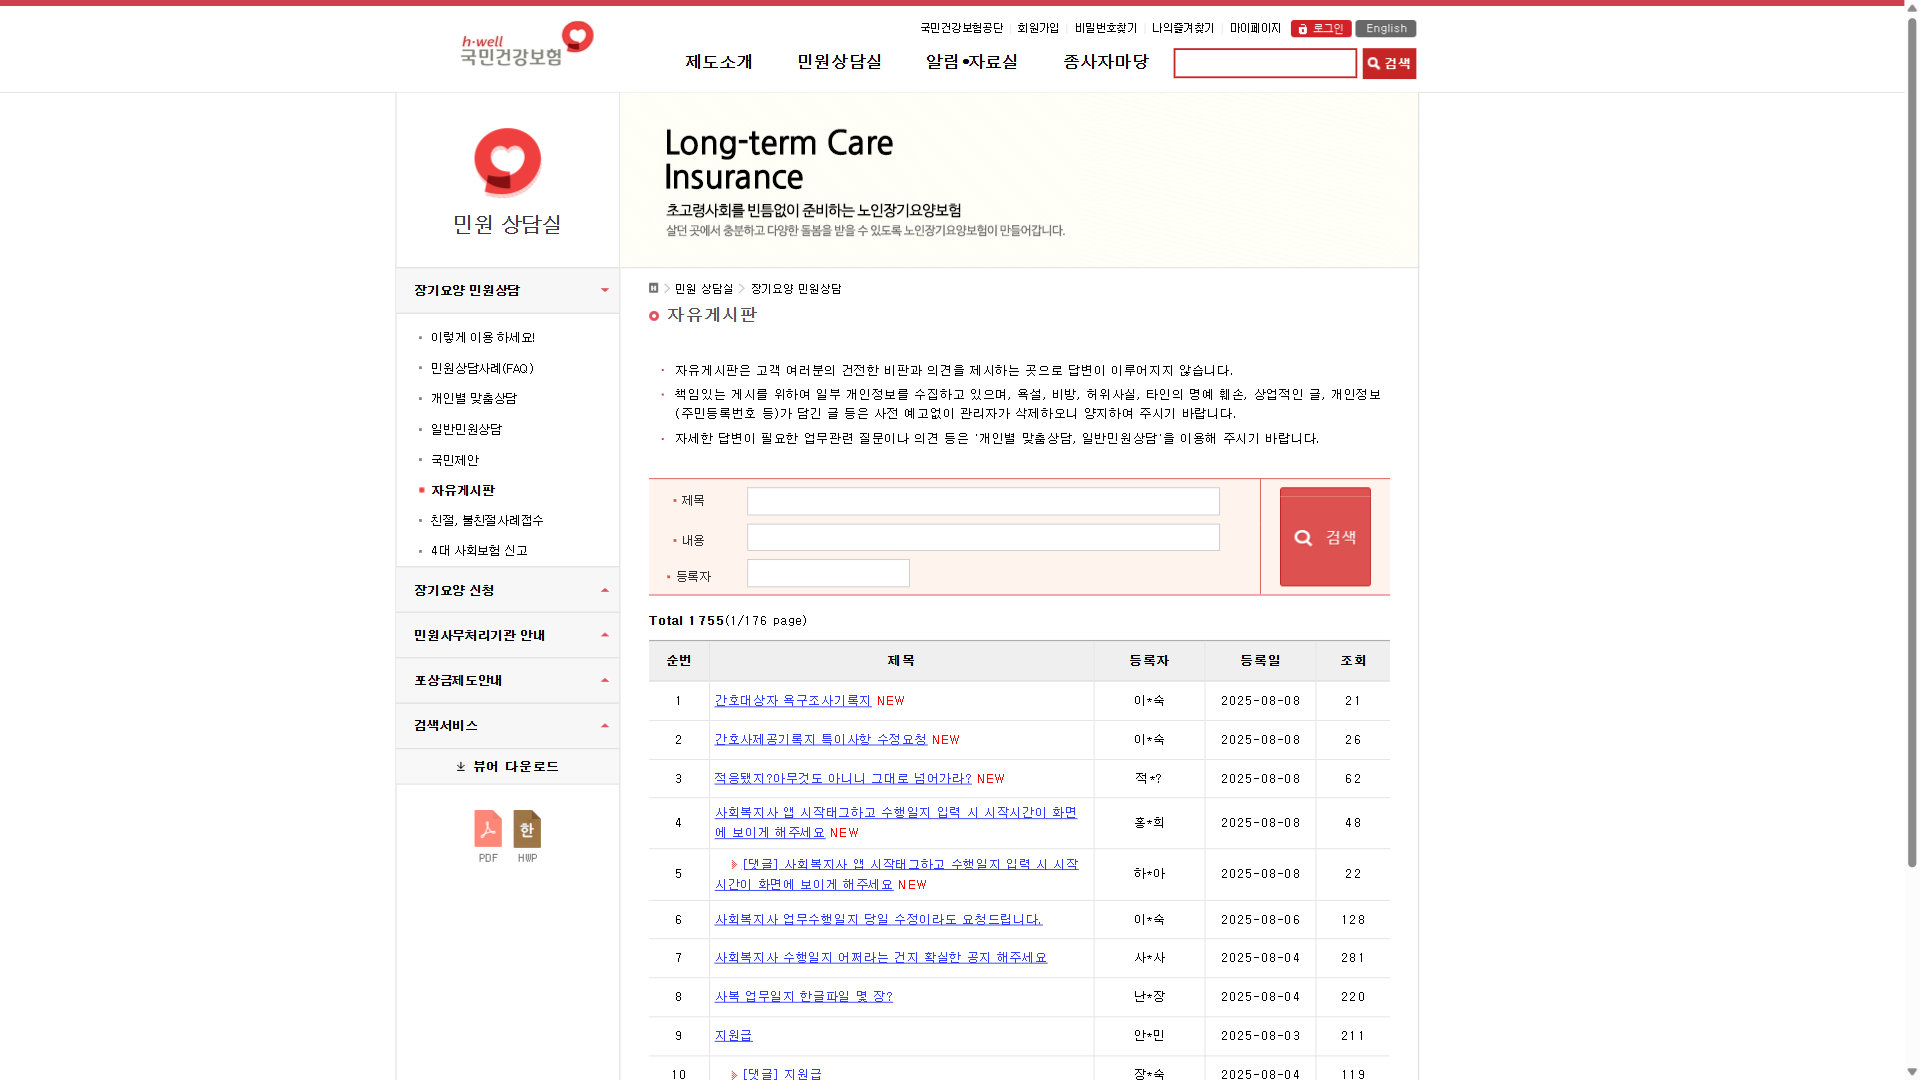 국민건강보험공단 회원가입 비밀번호찾기 나의즐겨찾기 마이페이지 로그인 English
h·well
국민건강보험
제도소개 민원상담실 알림•자료실 종사자마당 검색
민원 상담실
Long-term Care
Insurance
초고령사회를 빈틈없이 준비하는 노인장기요양보험
살던 곳에서 충분하고 다양한 돌봄을 받을 수 있도록 노인장기요양보험이 만들어갑니다.
장기요양 민원상담
이렇게 이용 하세요!
민원상담사례(FAQ)
개인별 맞춤상담
일반민원상담
국민제안
자유게시판
친절, 불친절사례접수
4대 사회보험 신고
장기요양 신청
민원사무처리기관 안내
포상금제도안내
검색서비스
뷰어 다운로드
한
PDF HWP
H 민원 상담실 장기요양 민원상담
자유게시판
자유게시판은 고객 여러분의 건전한 비판과 의견을 제시하는 곳으로 답변이 이루어지지 않습니다.
책임있는 게시를 위하여 일부 개인정보를 수집하고 있으며, 욕설, 비방, 허위사실, 타인의 명예 훼손, 상업적인 글, 개인정보
(주민등록번호 등)가 담긴 글 등은 사전 예고없이 관리자가 삭제하오니 양지하여 주시기 바랍니다.
자세한 답변이 필요한 업무관련 질문이나 의견 등은 '개인별 맞춤상담, 일반민원상담'을 이용해 주시기 바랍니다.
제목
내용
등록자
검색
Total 1755(1/176 page)
순번 제목 등록자 등록일 조회
1 간호대상자 욕구조사기록지 NEW 이*숙 2025-08-08 21
2 간호사제공기록지 특이사항 수정요청 NEW 이*숙 2025-08-08 26
3 적응됐지?아무것도 아니니 그대로 넘어가라? NEW 적*? 2025-08-08 62
4 사회복지사 앱 시작태그하고 수행일지 입력 시 시작시간이 화면
에 보이게 해주세요 NEW 홍*희 2025-08-08 48
5 [댓글] 사회복지사 앱 시작태그하고 수행일지 입력 시 시작
시간이 화면에 보이게 해주세요 NEW 하*아 2025-08-08 22
6 사회복지사 업무수행일지 당일 수정이라도 요청드립니다. 이*숙 2025-08-06 128
7 사회복지사 수행일지 어쩌라는 건지 확실한 공지 해주세요 사*사 2025-08-04 281
8 사복 업무일지 한글파일 몇 장? 난*장 2025-08-04 220
9 지원급 안*민 2025-08-03 211
10 [댓글] 지원급 장*숙 2025-08-04 119